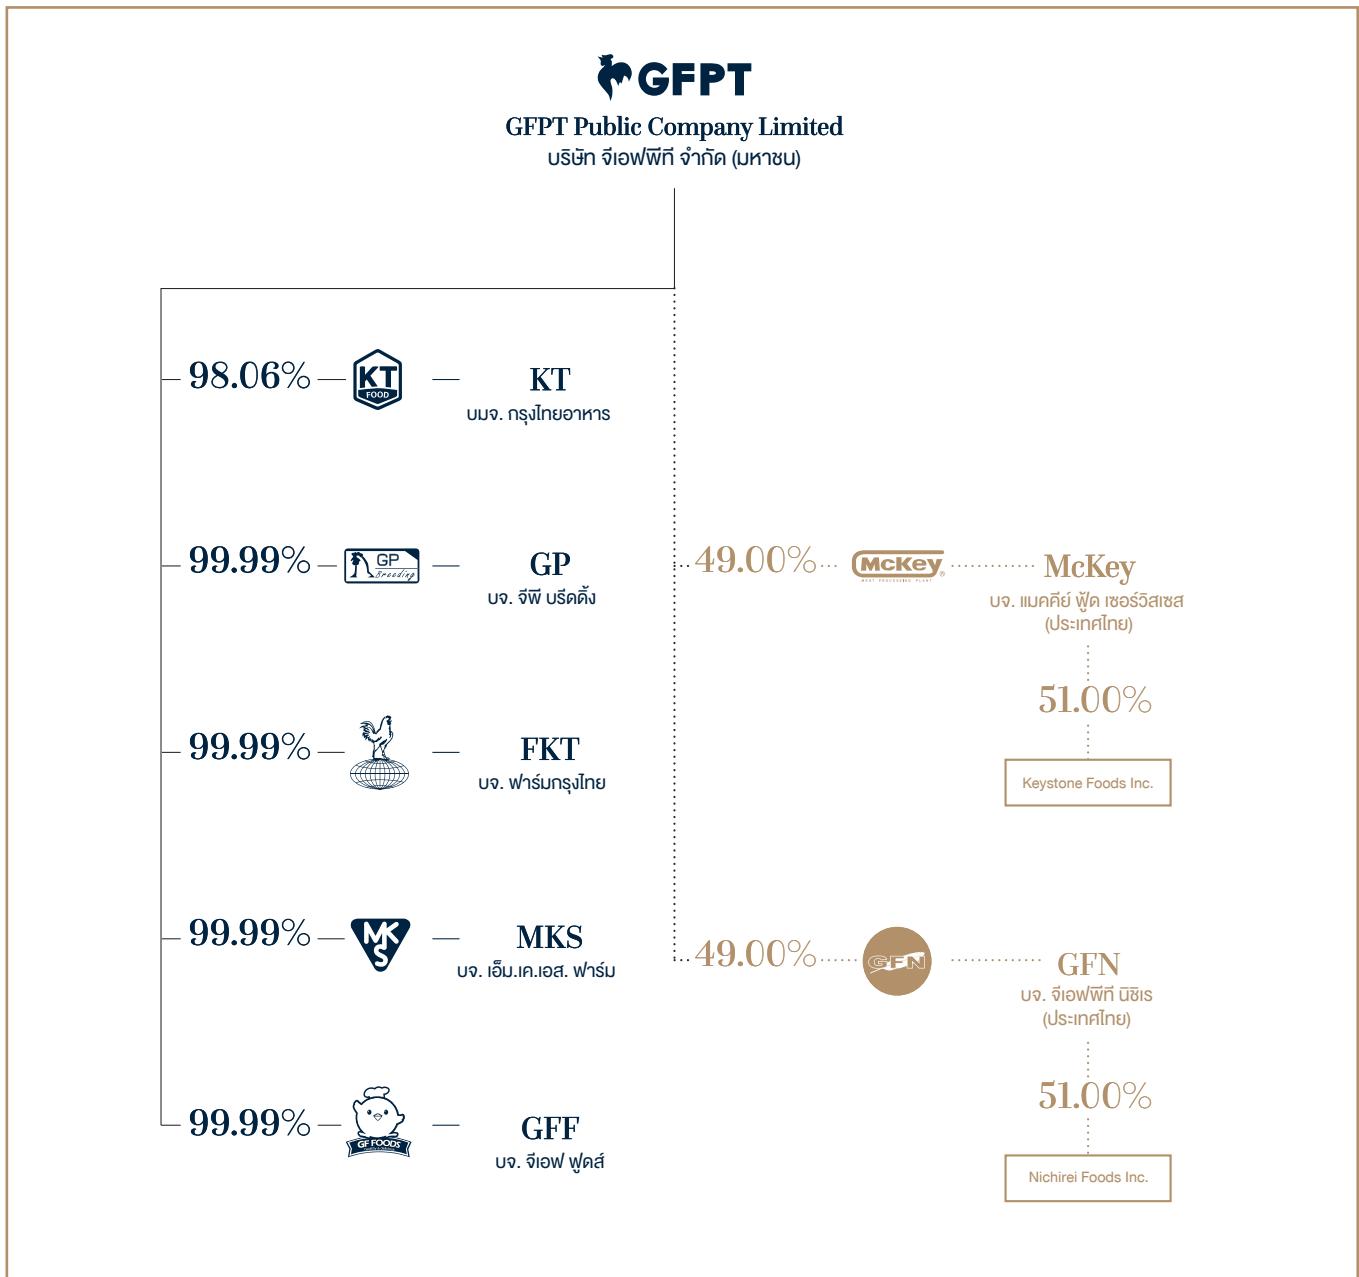 GFPT
GFPT Public Company Limited
บริษัท จีเอฟพีที จำกัด (มหาชน)
98.06%
KT
FOOD
KT
บมจ. กรุงไทยอาหาร
99.99%
GP
Breeding
GP
บจ. จีพี บรีดดิ้ง
49.00%
McKey
MEAT PROCESSING PLANT
McKey
บจ. แมคคีย์ ฟู้ด เซอร์วิสเซส
(ประเทศไทย)
51.00%
Keystone Foods Inc.
99.99%
FKT
บจ. ฟาร์มกรุงไทย
99.99%
MKS
MKS
บจ. เอ็ม.เค.เอส. ฟาร์ม
49.00%
GFN
GFN
บจ. จีเอฟพีที นิชิเร
(ประเทศไทย)
51.00%
Nichirei Foods Inc.
99.99%
GF FOODS
GFF
บจ. จีเอฟ ฟูดส์